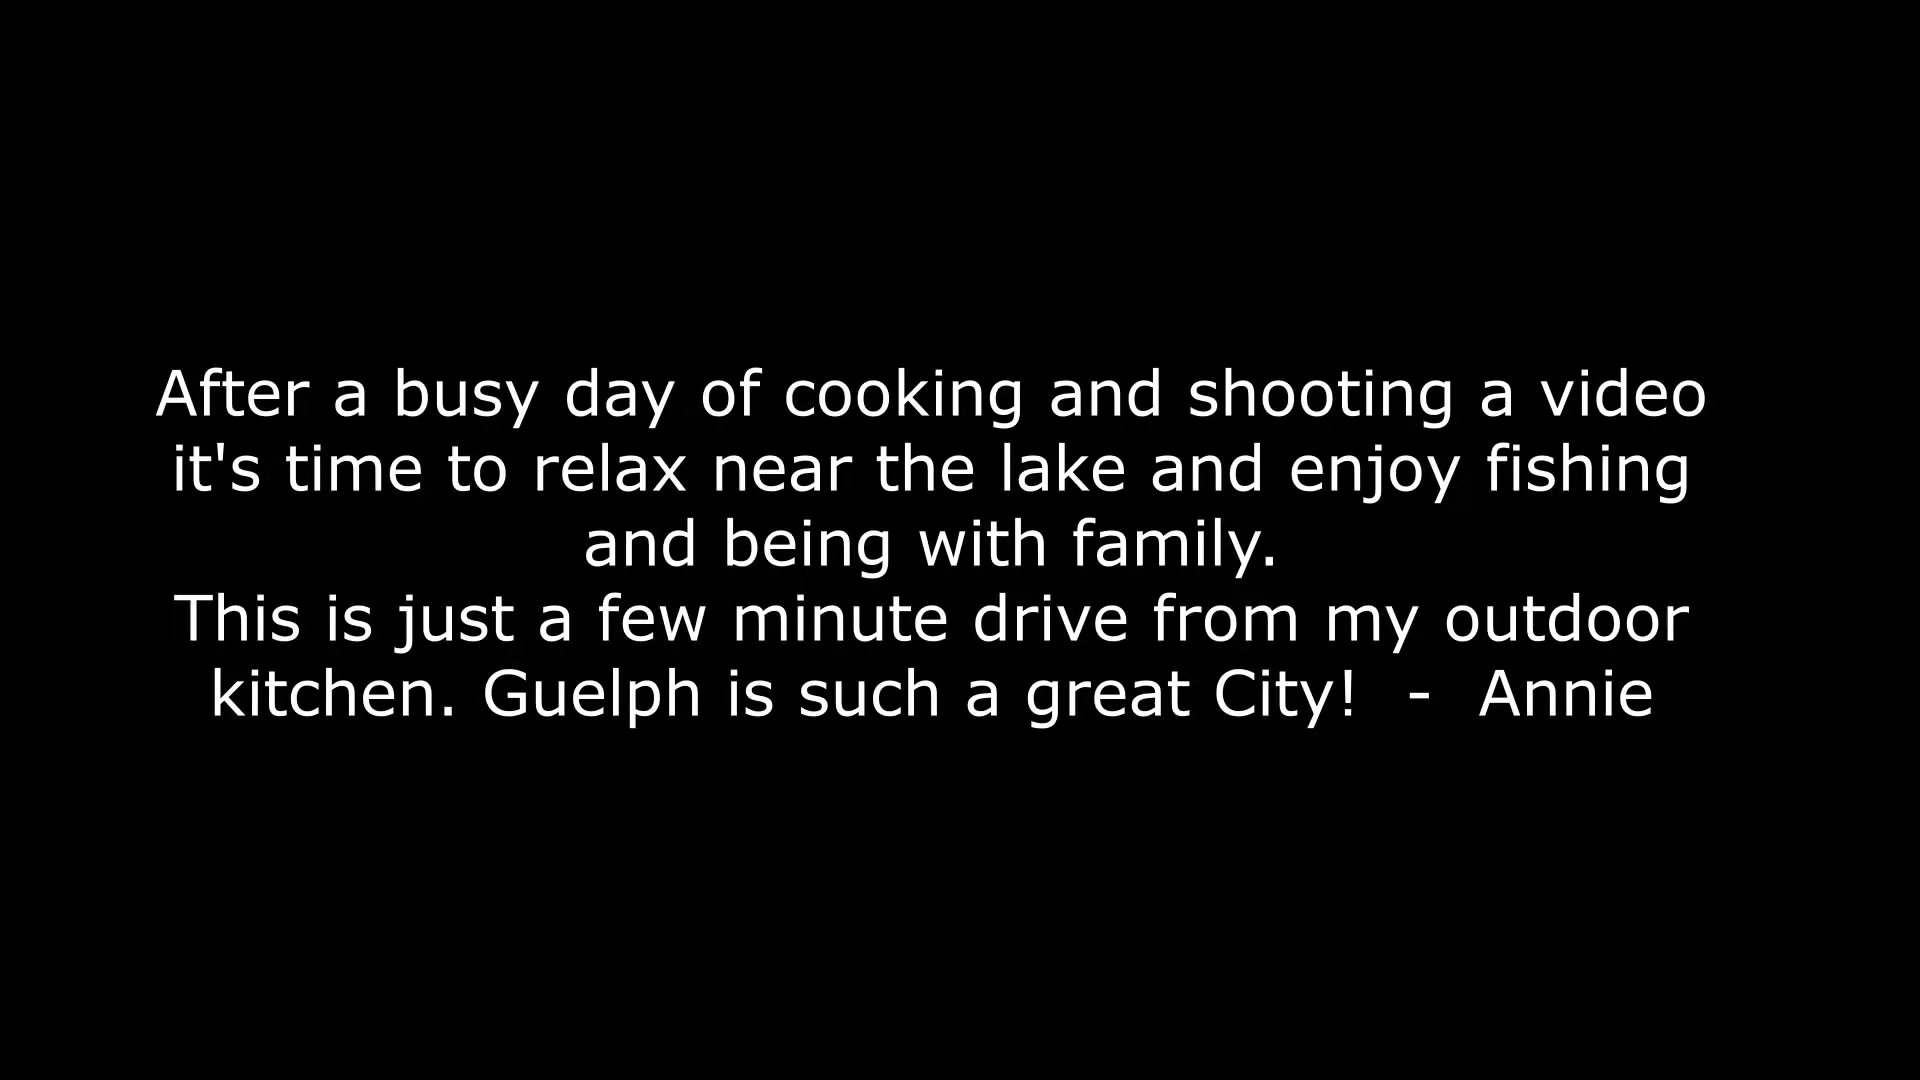 After a busy day of cooking and shooting a video
it's time to relax near the lake and enjoy fishing
and being with family.
This is just a few minute drive from my outdoor
kitchen. Guelph is such a great City!  -  Annie